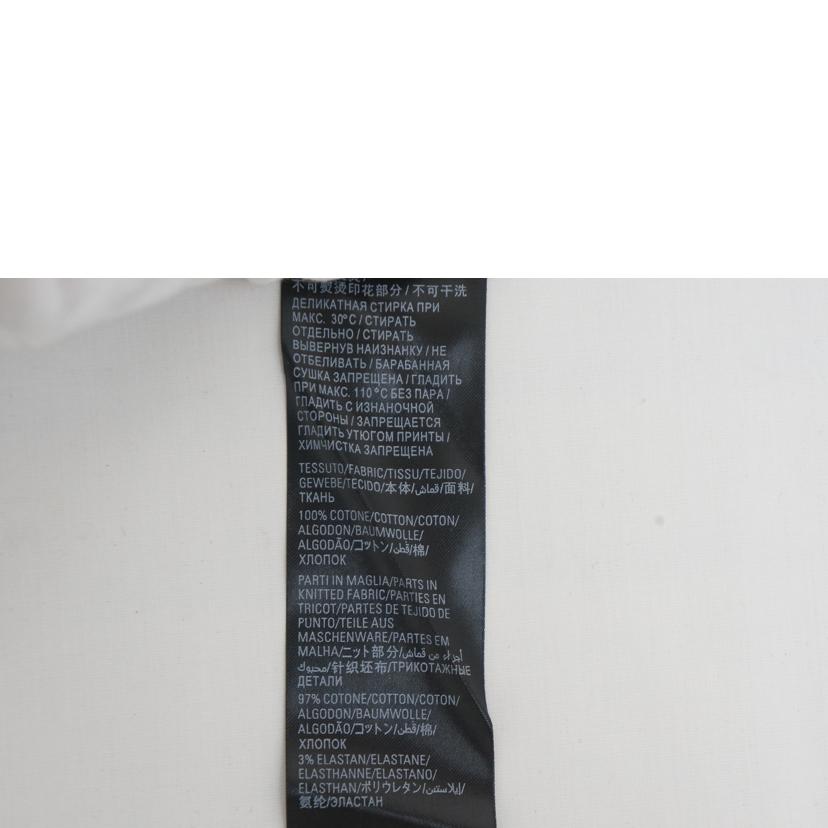 不可熨烫印花部分/不可干洗
ДЕЛИКАТНАЯ СТИРКА ПРИ
МАКС. 30°C / СТИРАТЬ
ОТДЕЛЬНО / СТИРАТЬ
ВЫВЕРНУВ НАИЗНАНКУ / НЕ
ОТБЕЛИВАТЬ / БАРАБАННАЯ
СУШКА ЗАПРЕЩЕНА / ГЛАДИТЬ
ПРИ МАКС. 110°C БЕЗ ПАРА /
ГЛАДИТЬ С ИЗНАНОЧНОЙ
СТОРОНЫ / ЗАПРЕЩАЕТСЯ
ГЛАДИТЬ УТЮГОМ ПРИНТЫ /
ХИМЧИСТКА ЗАПРЕЩЕНА
TESSUTO/FABRIC/TISSU/TEJIDO/
GEWEBE/TECIDO/本体/قماش/面料/
ТКАНЬ
100% COTONE/COTTON/COTON/
ALGODON/BAUMWOLLE/
ALGODÃO/コットン/قطن/棉/
ХЛОПОК
PARTI IN MAGLIA/PARTS IN
KNITTED FABRIC/PARTIES EN
TRICOT/PARTES DE TEJIDO DE
PUNTO/TEILE AUS
MASCHENWARE/PARTES EM
MALHA/ニット部分/أجزاء من قماش
محبوك/针织坯布/ТРИКОТАЖНЫЕ
ДЕТАЛИ
97% COTONE/COTTON/COTON/
ALGODON/BAUMWOLLE/
ALGODÃO/コットン/قطن/棉/
ХЛОПОК
3% ELASTAN/ELASTANE/
ELASTHANNE/ELASTANO/
ELASTHAN/ポリウレタン/إيلاستين/
氨纶/ЭЛАСТАН